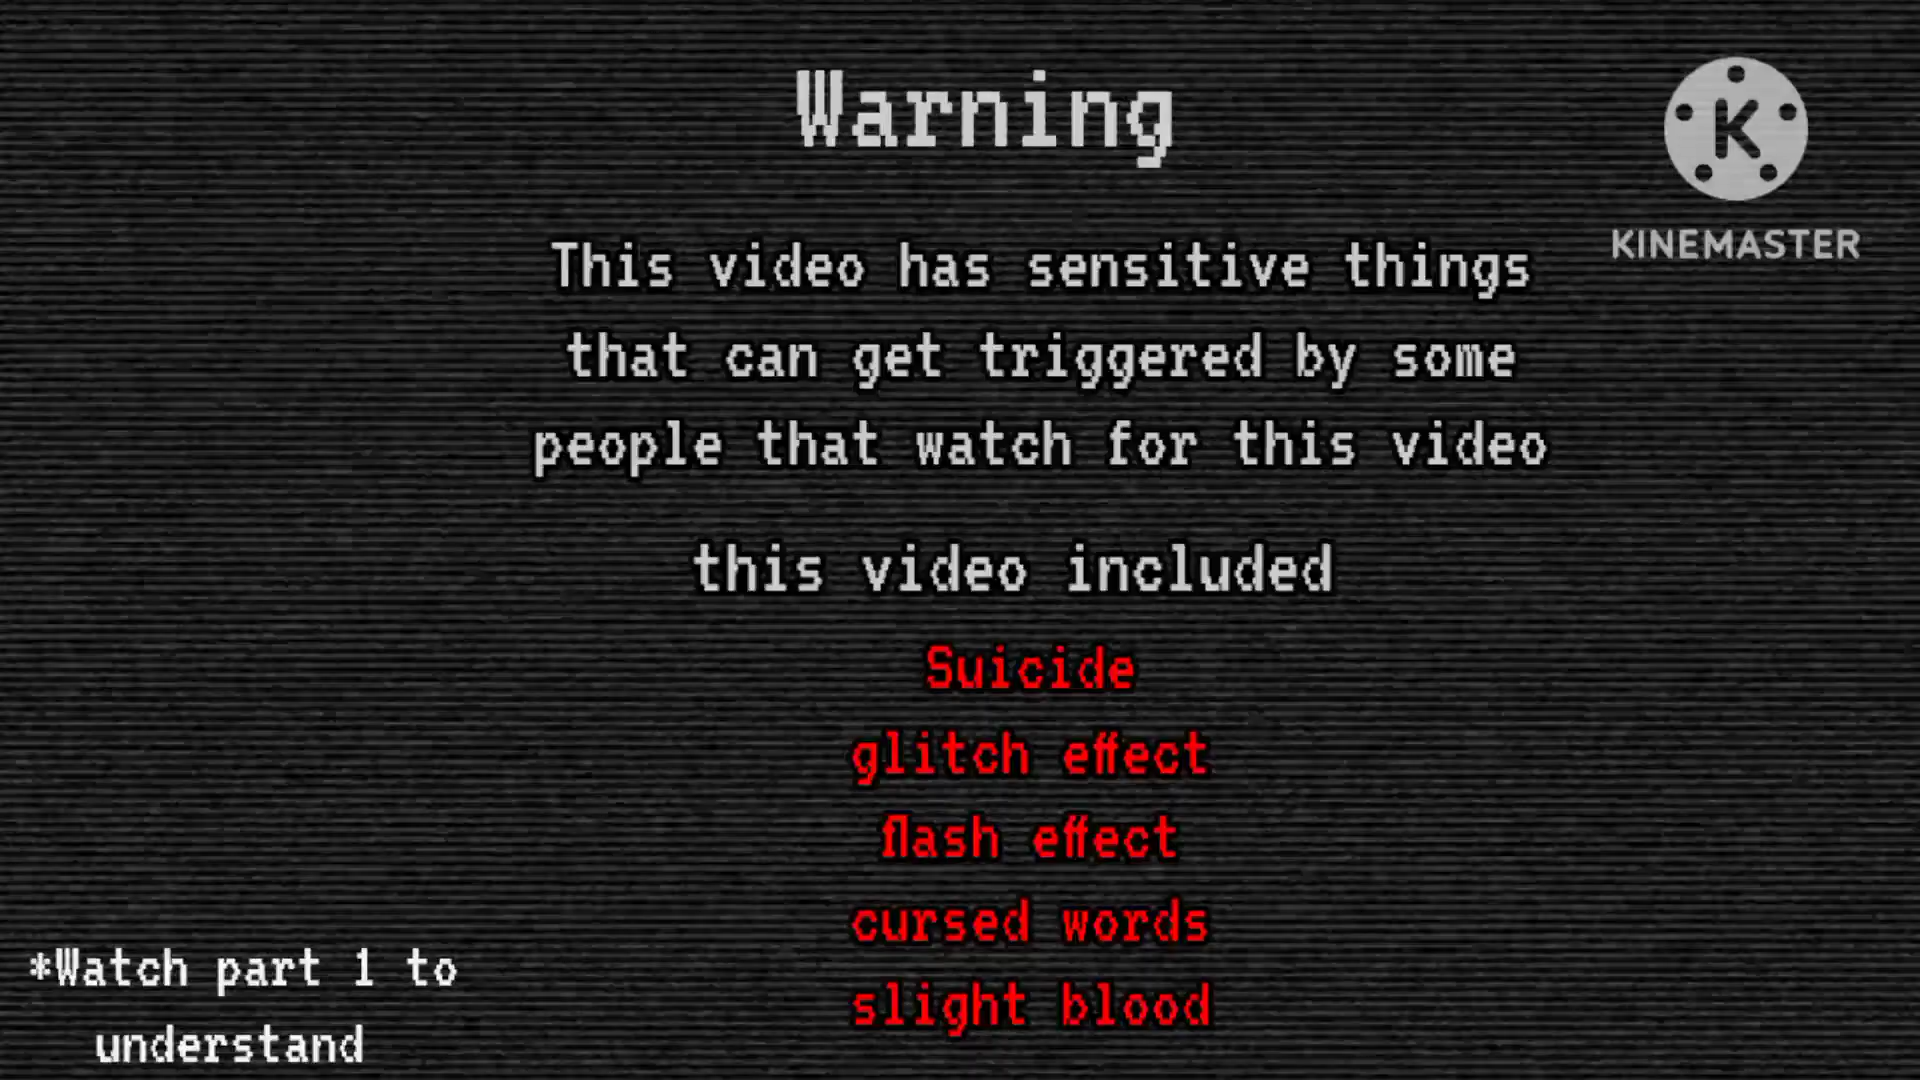 Warning
K
KINEMASTER
This video has sensitive things
that can get triggered by some
people that watch for this video
this video included
Suicide
glitch effect
flash effect
cursed words
slight blood
*Watch part 1 to
understand